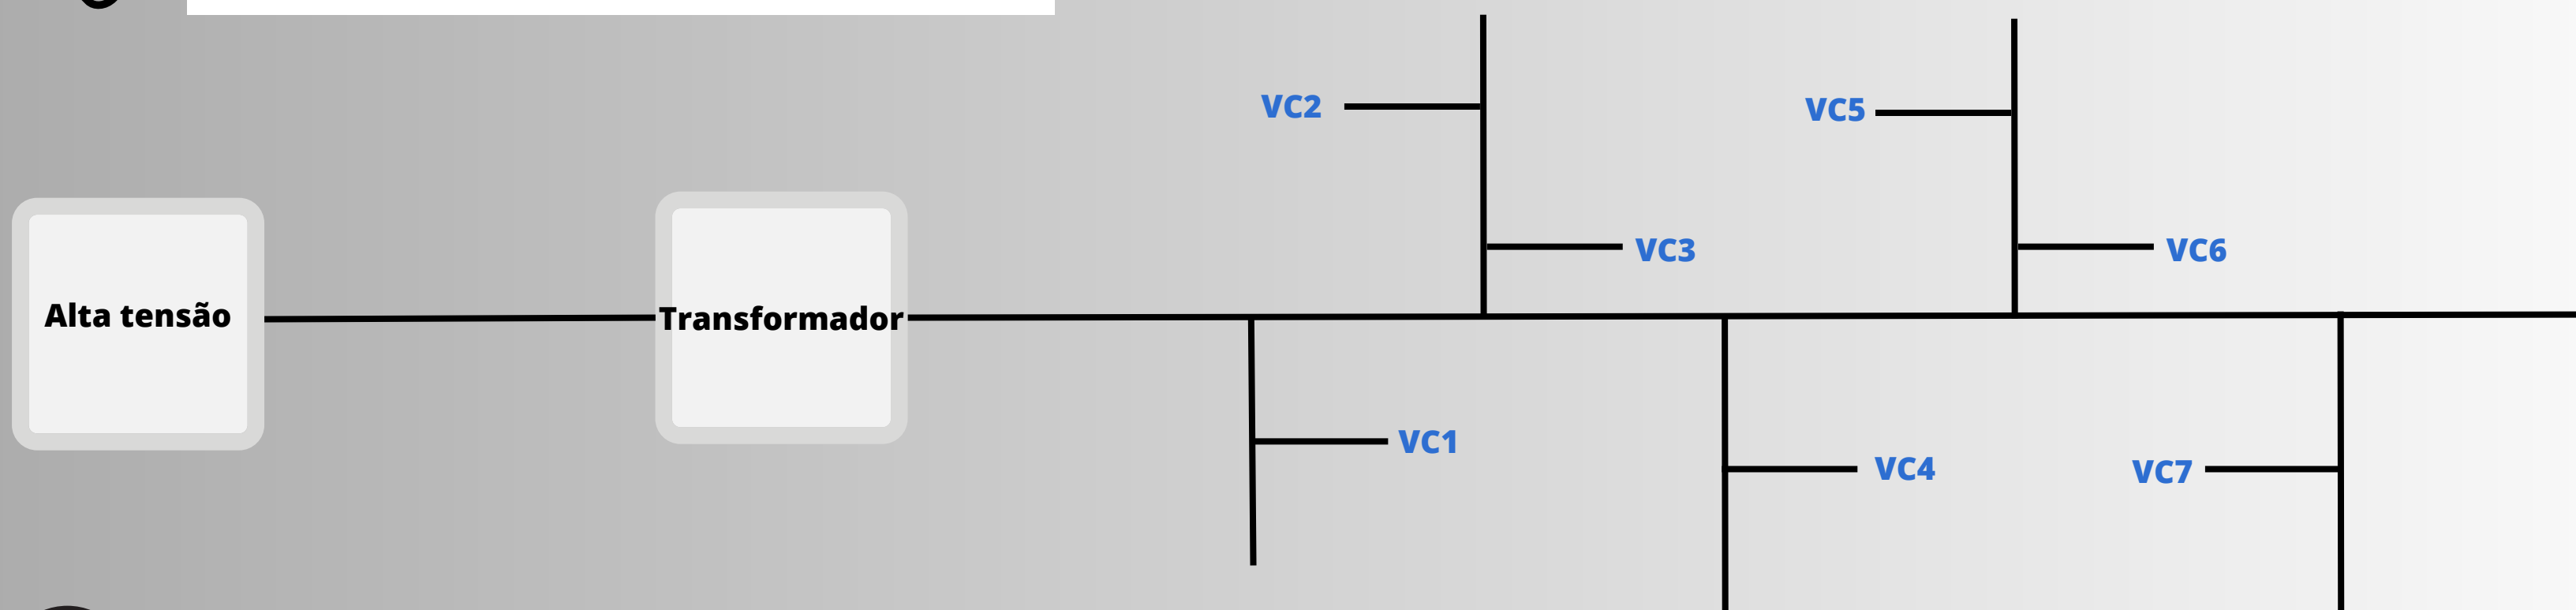 VC2
VC5
VC3
VC6
Alta tensão
Transformador
VC1
VC4
VC7